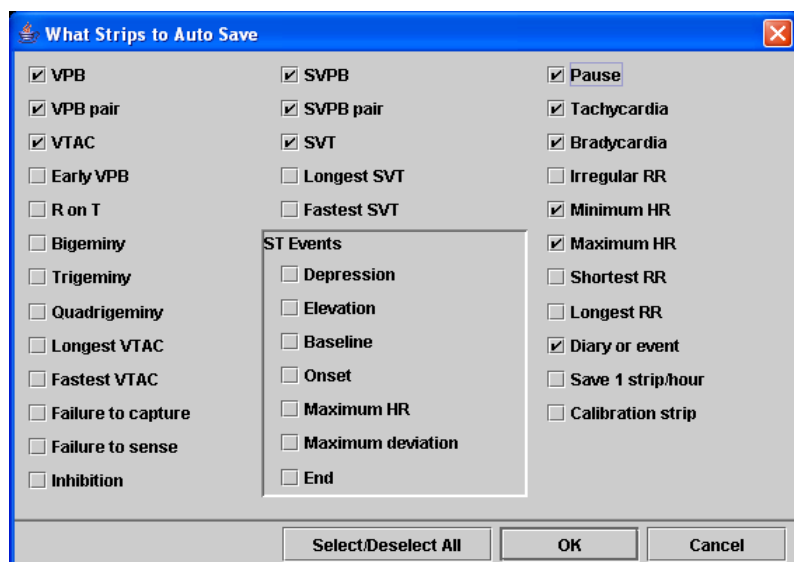 What Strips to Auto Save
VPB
VPB pair
VTAC
Early VPB
R on T
Bigeminy
Trigeminy
Quadrigeminy
Longest VTAC
Fastest VTAC
Failure to capture
Failure to sense
Inhibition
SVPB
SVPB pair
SVT
Longest SVT
Fastest SVT
ST Events
Depression
Elevation
Baseline
Onset
Maximum HR
Maximum deviation
End
Pause
Tachycardia
Bradycardia
Irregular RR
Minimum HR
Maximum HR
Shortest RR
Longest RR
Diary or event
Save 1 strip/hour
Calibration strip
Select/Deselect All
OK
Cancel